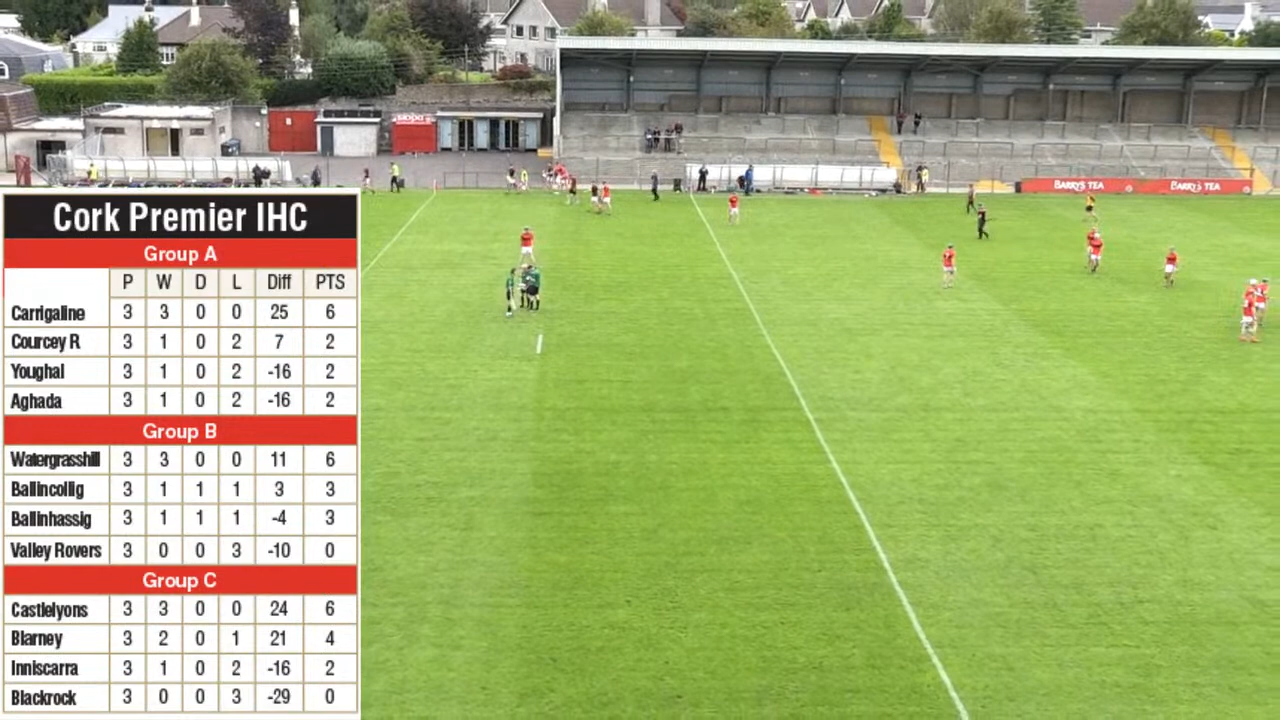 Cork Premier IHC
Group A
P W D L Diff PTS
Carrigaline 3 3 0 0 25 6
Courcey R 3 1 0 2 7 2
Youghal 3 1 0 2 -16 2
Aghada 3 1 0 2 -16 2
Group B
Watergrasshill 3 3 0 0 11 6
Ballincollig 3 1 1 1 3 3
Ballinhassig 3 1 1 1 -4 3
Valley Rovers 3 0 0 3 -10 0
Group C
Castlelyons 3 3 0 0 24 6
Blarney 3 2 0 1 21 4
Inniscarra 3 1 0 2 -16 2
Blackrock 3 0 0 3 -29 0
siopa
BARRY'S TEA
BARRY'S TEA